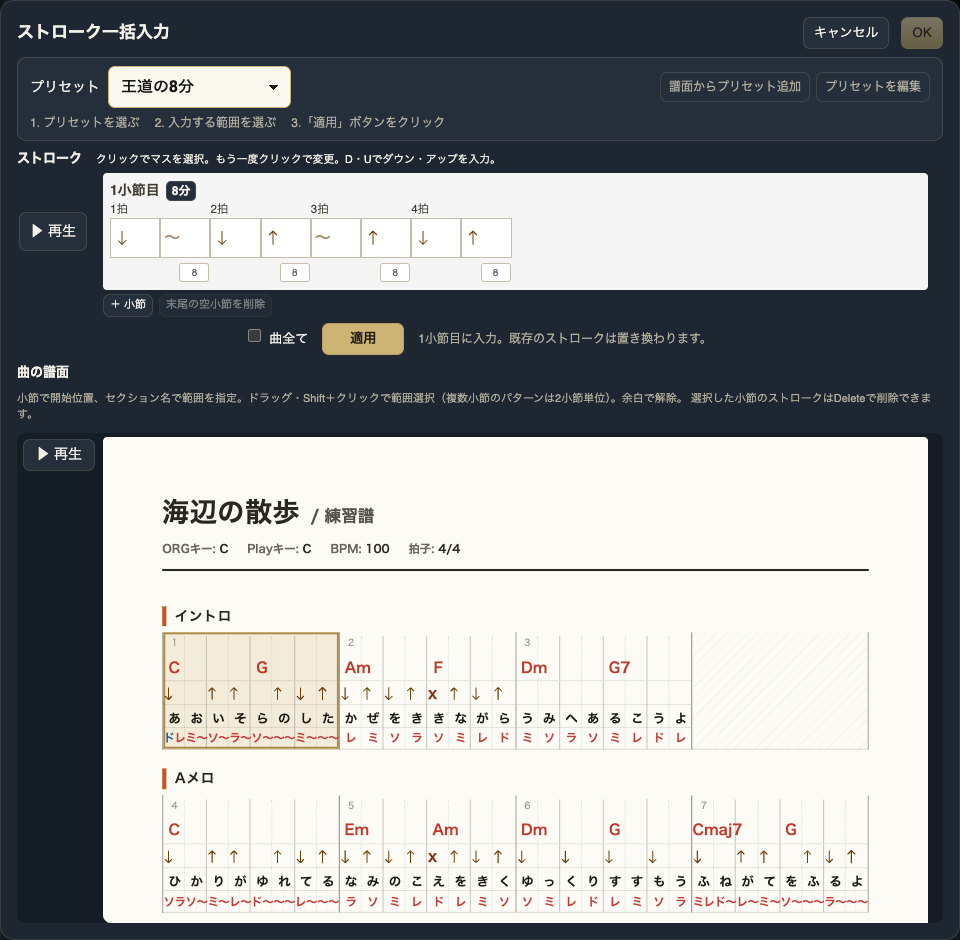 ストローク一括入力 キャンセル OK
プリセット 王道の8分 譜面からプリセット追加 プリセットを編集
1. プリセットを選ぶ 2. 入力する範囲を選ぶ 3.「適用」ボタンをクリック
ストローク クリックでマスを選択。もう一度クリックで変更。D・Uでダウン・アップを入力。
1小節目 8分
1拍 2拍 3拍 4拍
▶ 再生
↓ 〜 ↓ ↑ 〜 ↑ ↓ ↑
8 8 8 8
+ 小節 末尾の空小節を削除
曲全て 適用 1小節目に入力。既存のストロークは置き換わります。
曲の譜面
小節で開始位置、セクション名で範囲を指定。ドラッグ・Shift+クリックで範囲選択（複数小節のパターンは2小節単位）。余白で解除。 選択した小節のストロークはDeleteで削除できま
す。
▶ 再生
海辺の散歩 / 練習譜
ORGキー: C Playキー: C BPM: 100 拍子: 4/4
イントロ
1 2 3
C G Am F Dm G7
↓ ↑ ↑ ↑ ↓ ↑ ↓ ↑ ↓ ↑ x ↑ ↓ ↑
あ お い そ ら の し た か ぜ を き き な が ら う み へ あ る こ う よ
ドレミ〜ソ〜ラ〜ソ〜〜〜ミ〜〜〜 レ ミ ソ ラ ソ ミ レ ド ミ ソ ラ ソ ミ レ ド レ
Aメロ
4 5 6 7
C Em Am Dm G Cmaj7 G
↓ ↑ ↑ ↑ ↓ ↑ ↓ ↑ ↓ ↑ x ↑ ↓ ↑ ↓ ↓ ↓ ↓ ↓ ↑ ↑ ↑ ↓ ↑
ひ か り が ゆ れ て る な み の こ え を き く ゆ っ く り す す も う ふ ね が て を ふ る よ
ソラソ〜ミ〜レ〜ド〜〜〜レ〜〜〜 ラ ソ ミ レ ド レ ミ ソ ソ ミ レ ド レ ミ ソ ラ ミレド〜レ〜ミ〜ソ〜〜〜ラ〜〜〜